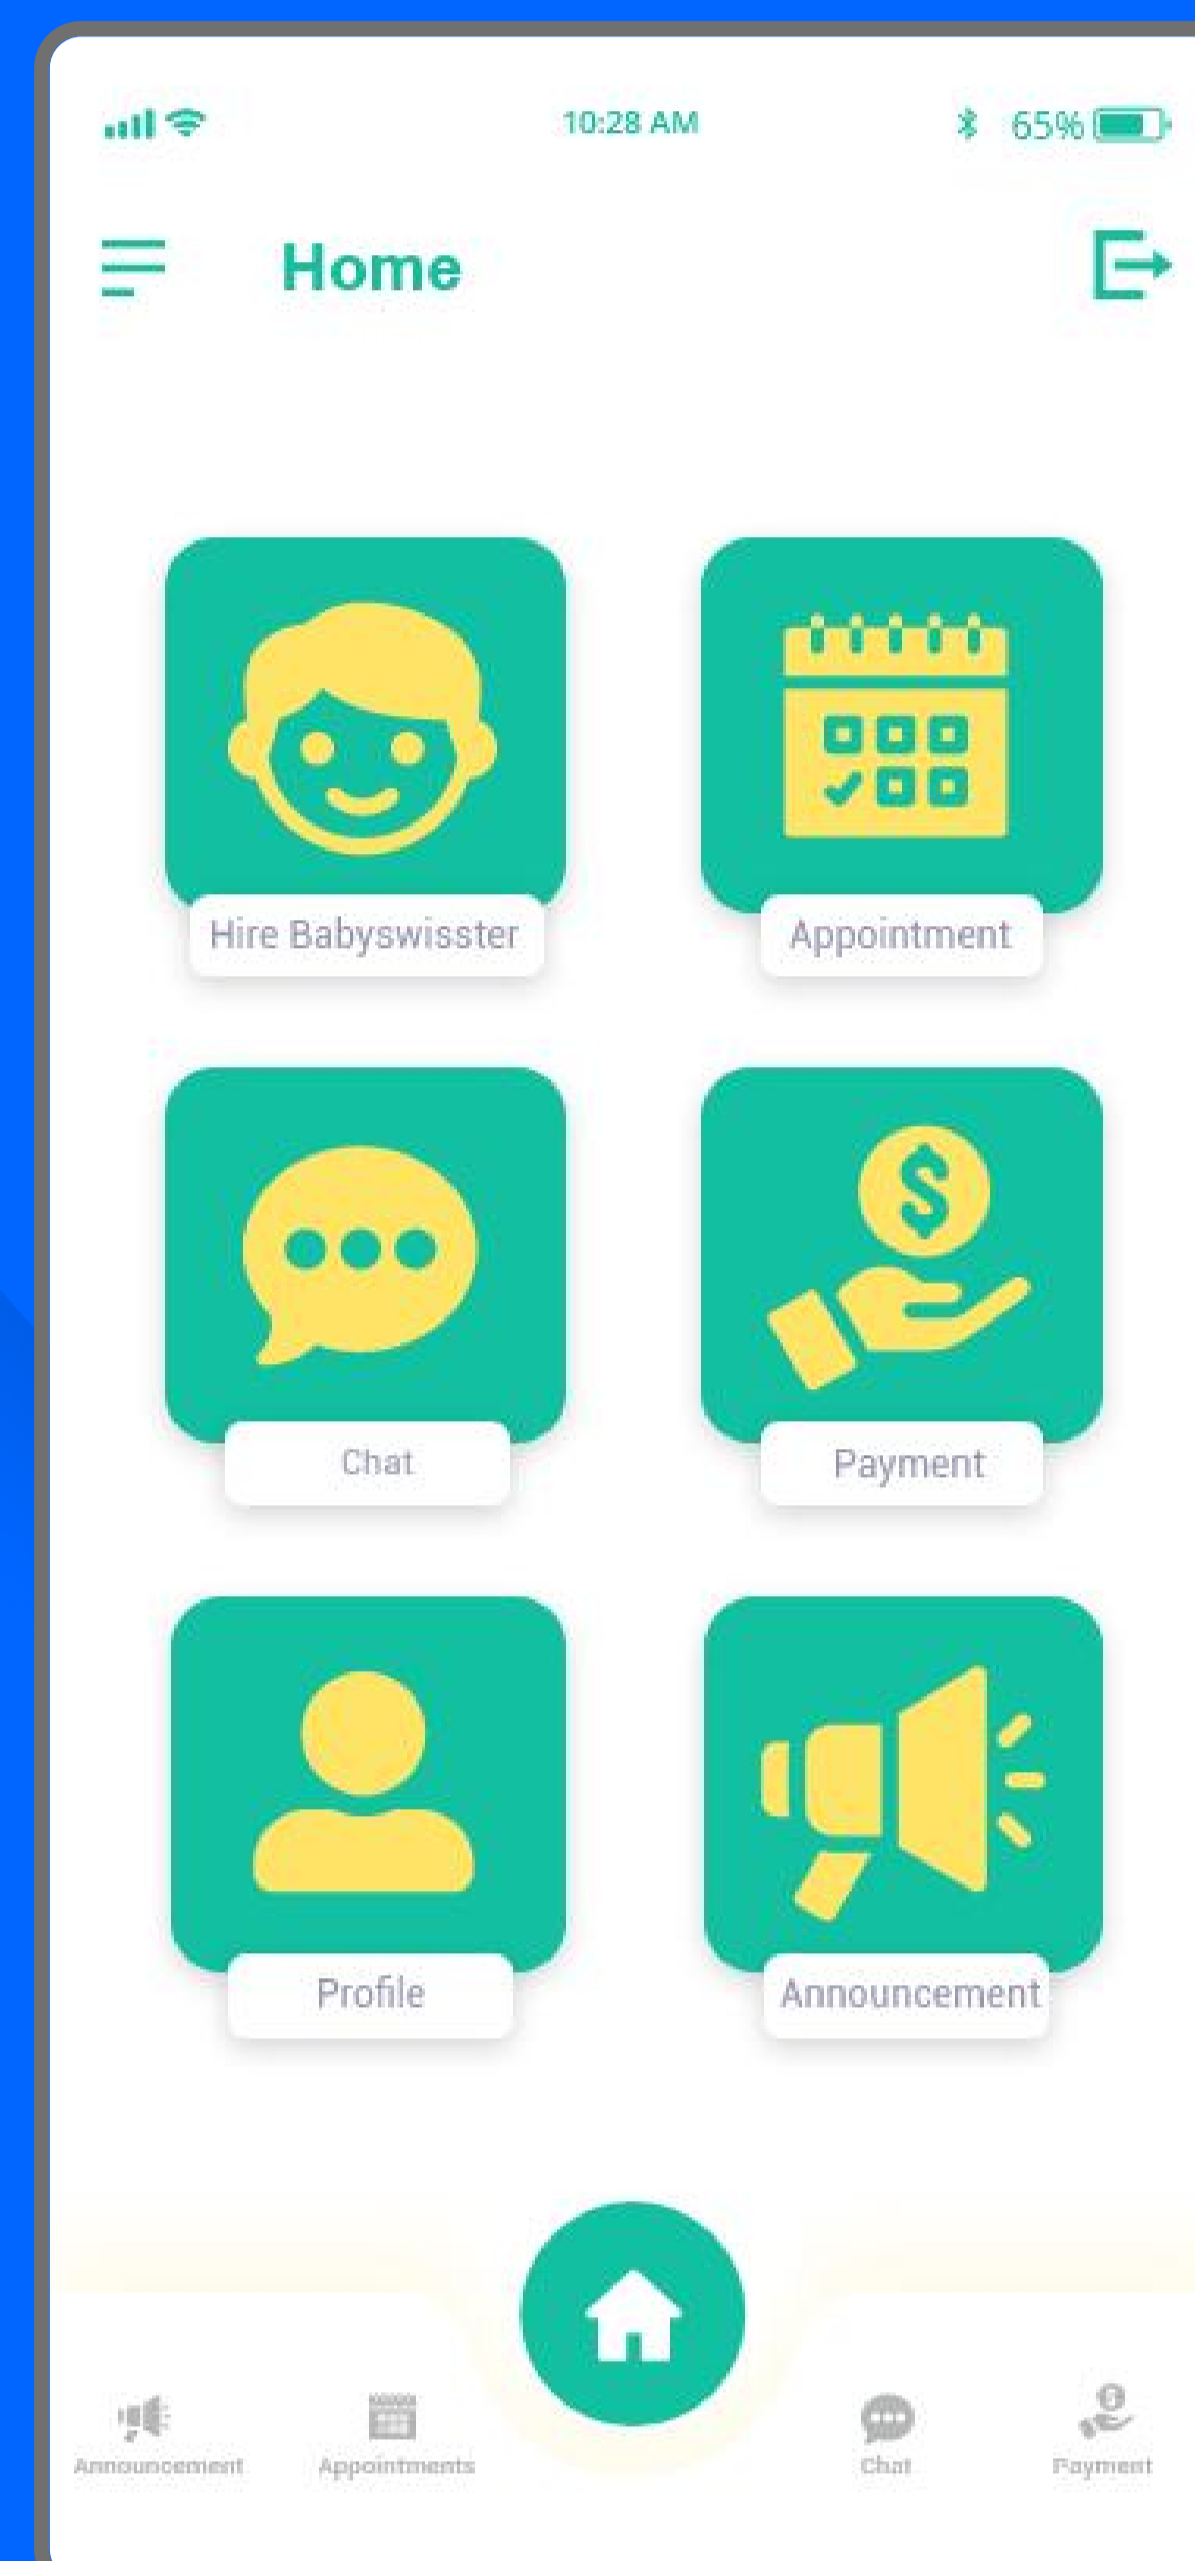 10:28 AM 65%
Home
Hire Babyswisster Appointment
Chat Payment
Profile Announcement
Announcement Appointments Chat Payment